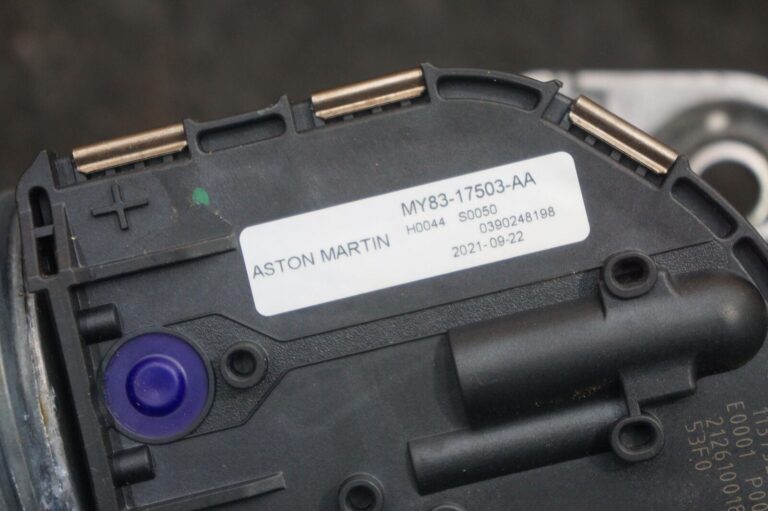 ASTON MARTIN
MY83-17503-AA
H0044 S0050
0390248198
2021-09-22
E0001
53F0